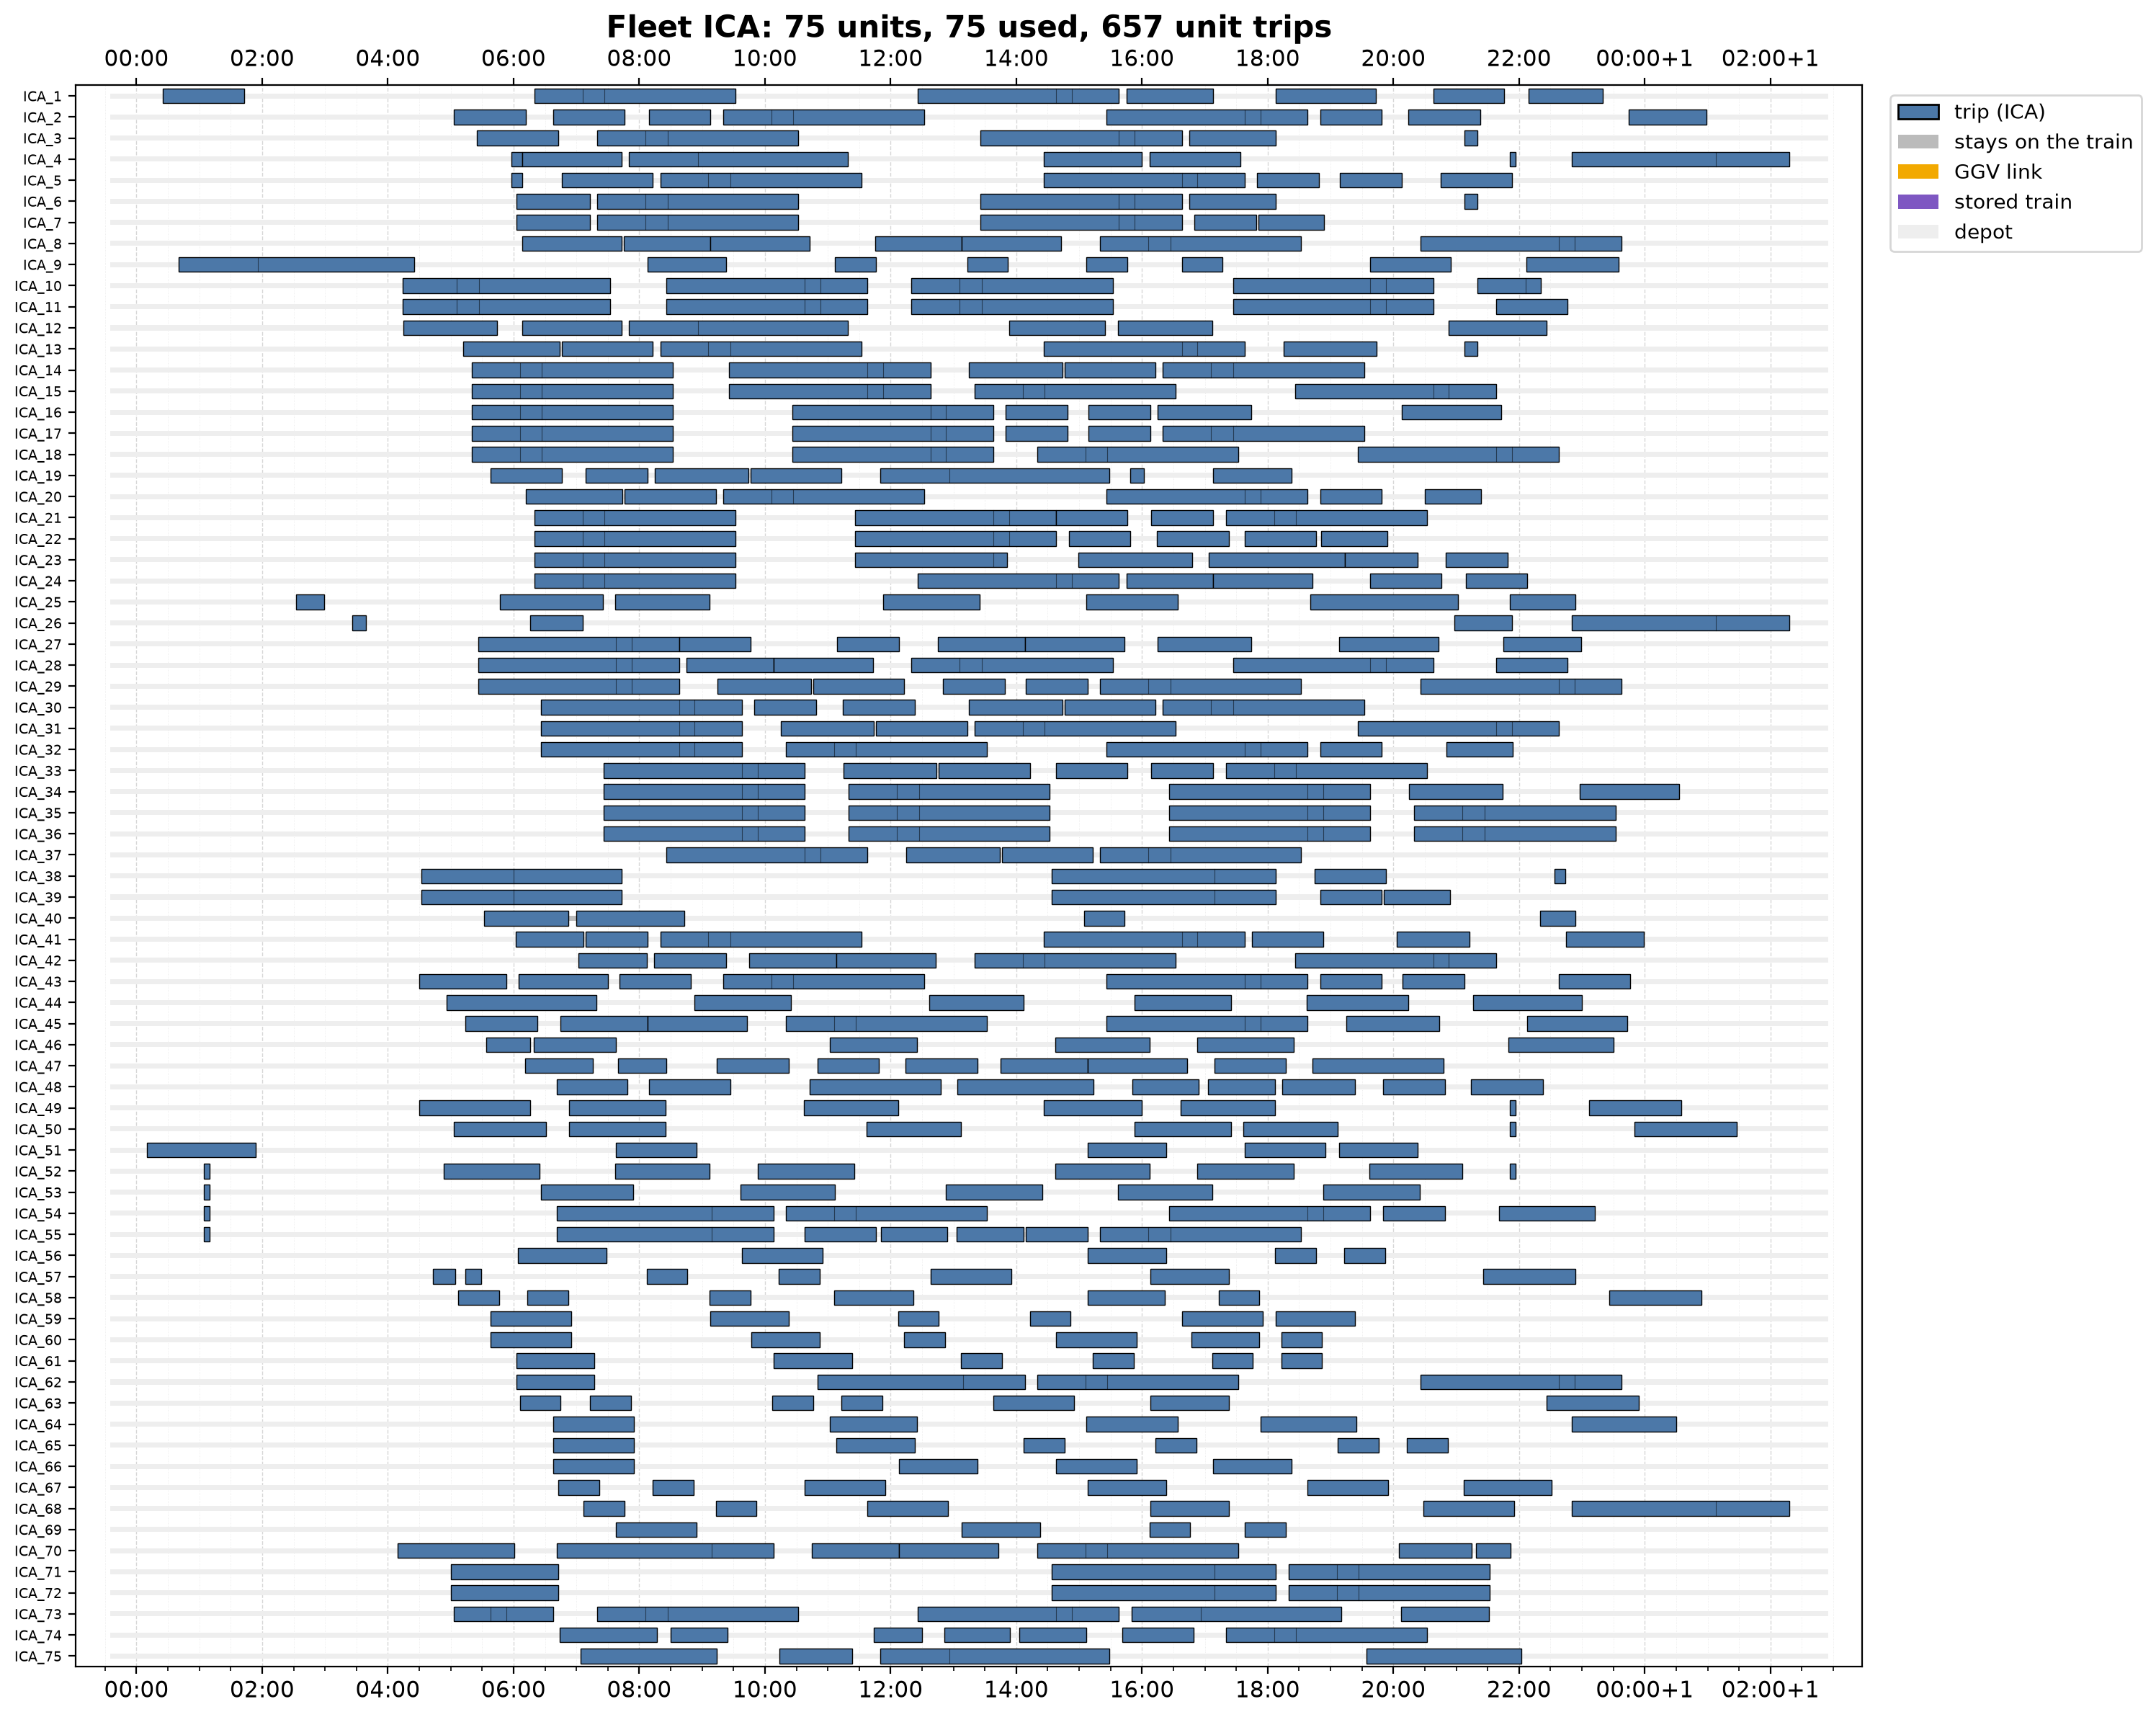 Fleet ICA: 75 units, 75 used, 657 unit trips
00:00 02:00 04:00 06:00 08:00 10:00 12:00 14:00 16:00 18:00 20:00 22:00 00:00+1 02:00+1
trip (ICA)
stays on the train
GGV link
stored train
depot
ICA_1
ICA_2
ICA_3
ICA_4
ICA_5
ICA_6
ICA_7
ICA_8
ICA_9
ICA_10
ICA_11
ICA_12
ICA_13
ICA_14
ICA_15
ICA_16
ICA_17
ICA_18
ICA_19
ICA_20
ICA_21
ICA_22
ICA_23
ICA_24
ICA_25
ICA_26
ICA_27
ICA_28
ICA_29
ICA_30
ICA_31
ICA_32
ICA_33
ICA_34
ICA_35
ICA_36
ICA_37
ICA_38
ICA_39
ICA_40
ICA_41
ICA_42
ICA_43
ICA_44
ICA_45
ICA_46
ICA_47
ICA_48
ICA_49
ICA_50
ICA_51
ICA_52
ICA_53
ICA_54
ICA_55
ICA_56
ICA_57
ICA_58
ICA_59
ICA_60
ICA_61
ICA_62
ICA_63
ICA_64
ICA_65
ICA_66
ICA_67
ICA_68
ICA_69
ICA_70
ICA_71
ICA_72
ICA_73
ICA_74
ICA_75
00:00 02:00 04:00 06:00 08:00 10:00 12:00 14:00 16:00 18:00 20:00 22:00 00:00+1 02:00+1